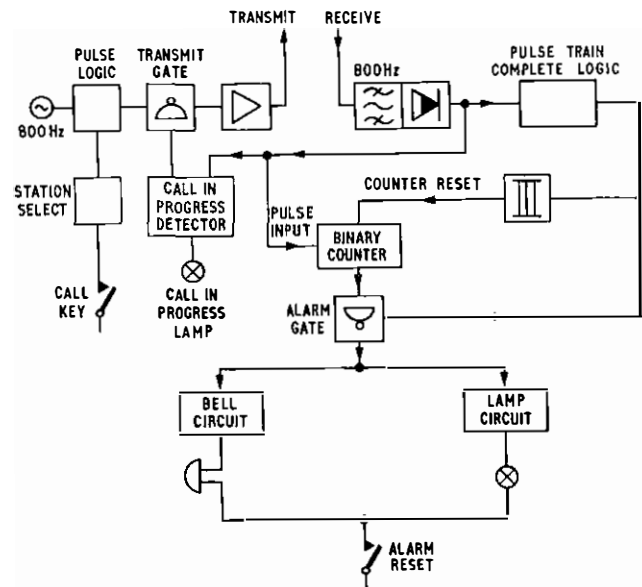 TRANSMIT
RECEIVE
PULSE
LOGIC
TRANSMIT
GATE
800Hz
PULSE TRAIN
COMPLETE LOGIC
800Hz
STATION
SELECT
CALL IN
PROGRESS
DETECTOR
PULSE
INPUT
COUNTER RESET
BINARY
COUNTER
CALL
KEY
CALL IN
PROGRESS
LAMP
ALARM
GATE
BELL
CIRCUIT
LAMP
CIRCUIT
ALARM
RESET